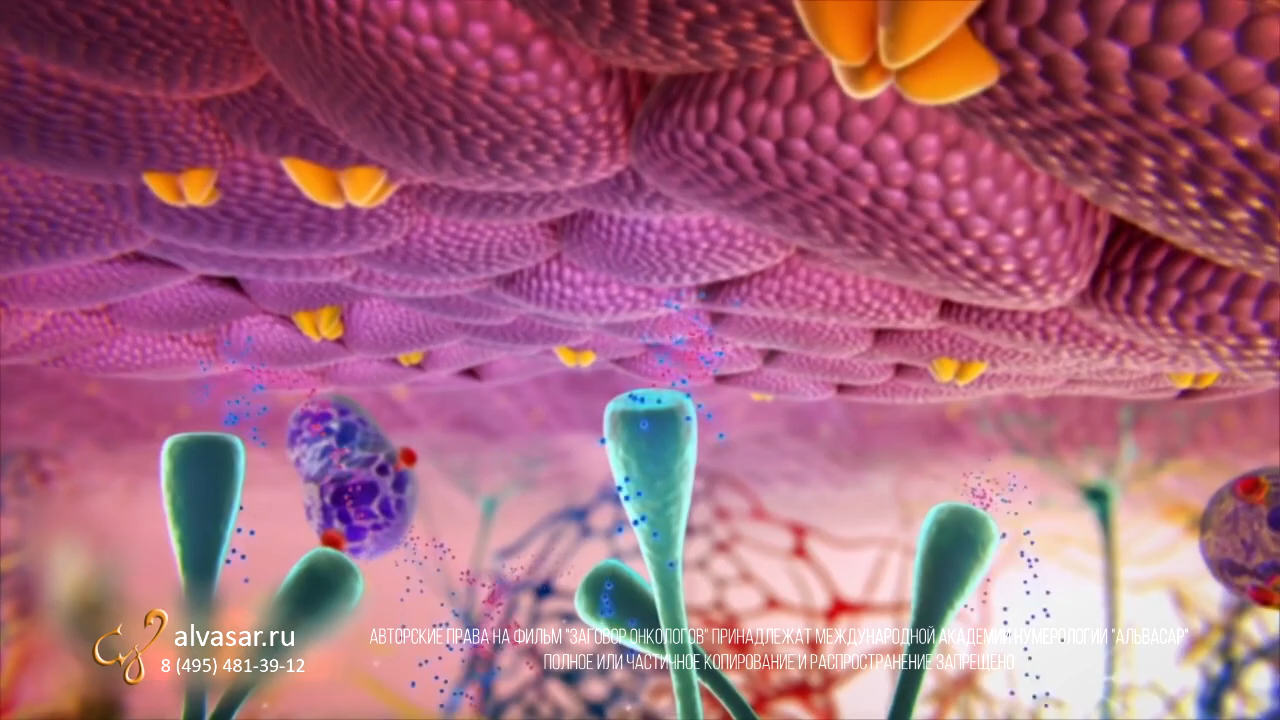 alvasar.ru
8 (495) 481-39-12
АВТОРСКИЕ ПРАВА НА ФИЛЬМ "ЗАГОВОР ОНКОЛОГОВ" ПРИНАДЛЕЖАТ МЕЖДУНАРОДНОЙ АКАДЕМИИ НУМЕРОЛОГИИ "АЛЬВАСАР"
ПОЛНОЕ ИЛИ ЧАСТИЧНОЕ КОПИРОВАНИЕ И РАСПРОСТРАНЕНИЕ ЗАПРЕЩЕНО